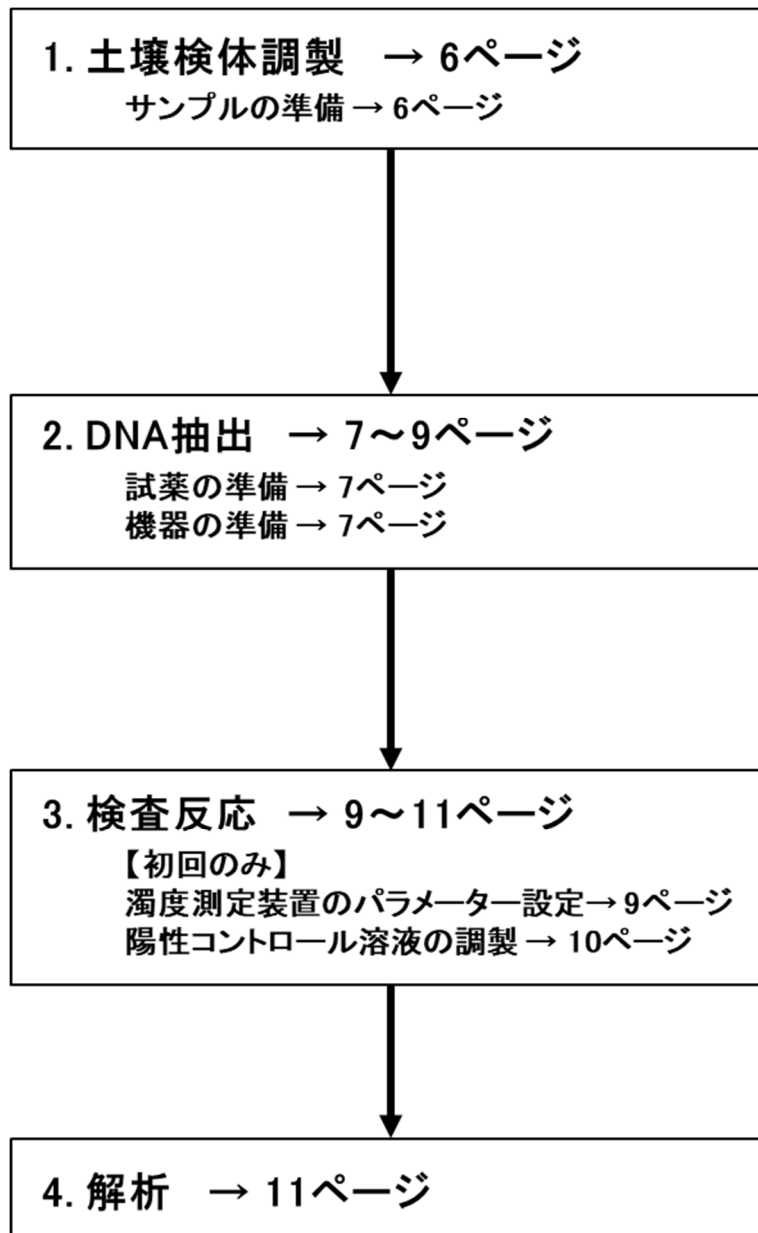 1. 土壌検体調製 → 6ページ
サンプルの準備 → 6ページ
2. DNA抽出 → 7～9ページ
試薬の準備 → 7ページ
機器の準備 → 7ページ
3. 検査反応 → 9～11ページ
【初回のみ】
濁度測定装置のパラメーター設定→ 9ページ
陽性コントロール溶液の調製 → 10ページ
4. 解析 → 11ページ